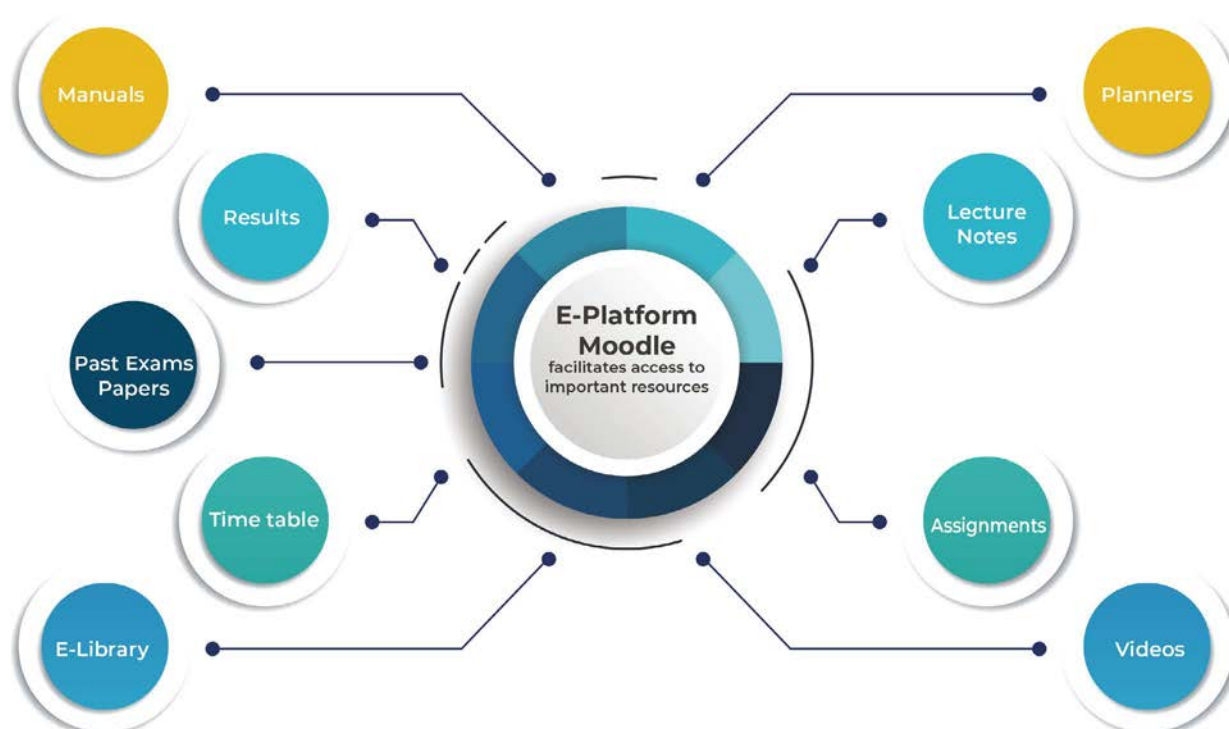 Manuals
Planners
Results
Lecture
Notes
E-Platform
Moodle
facilitates access to
important resources
Past Exams
Papers
Time table
Assignments
E-Library
Videos